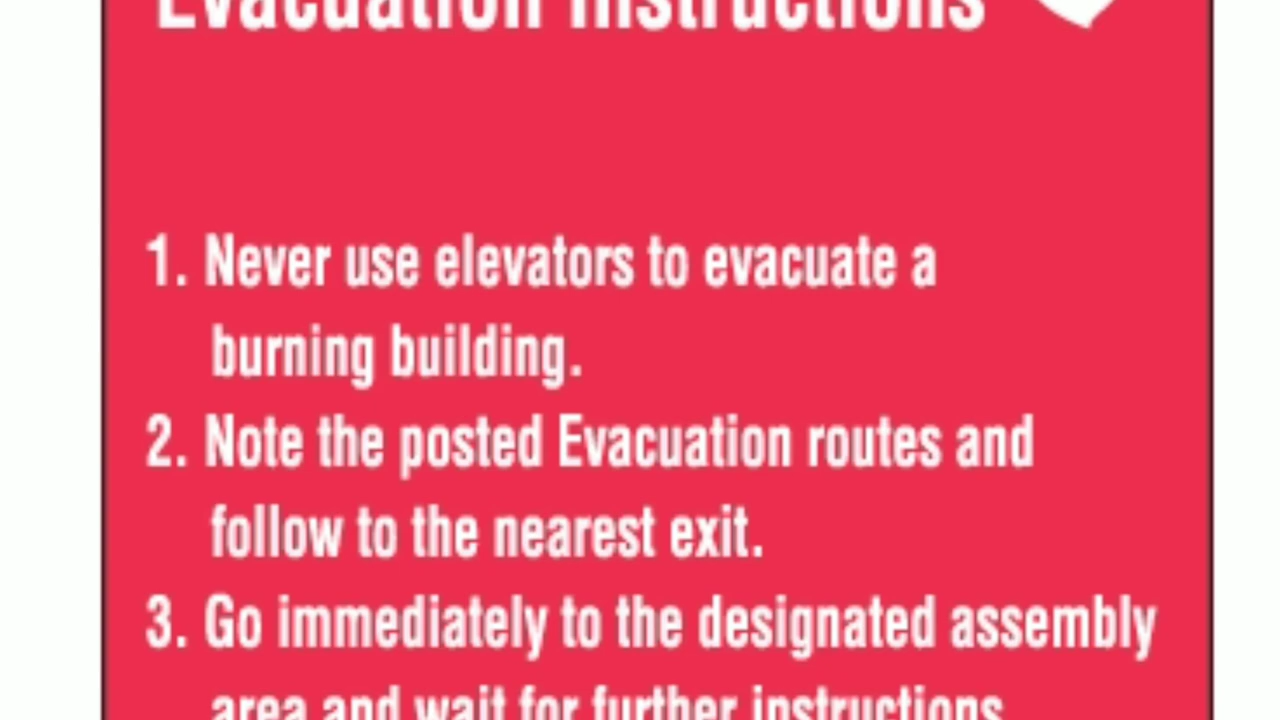 Evacuation Instructions
1. Never use elevators to evacuate a
burning building.
2. Note the posted Evacuation routes and
follow to the nearest exit.
3. Go immediately to the designated assembly
area and wait for further instructions